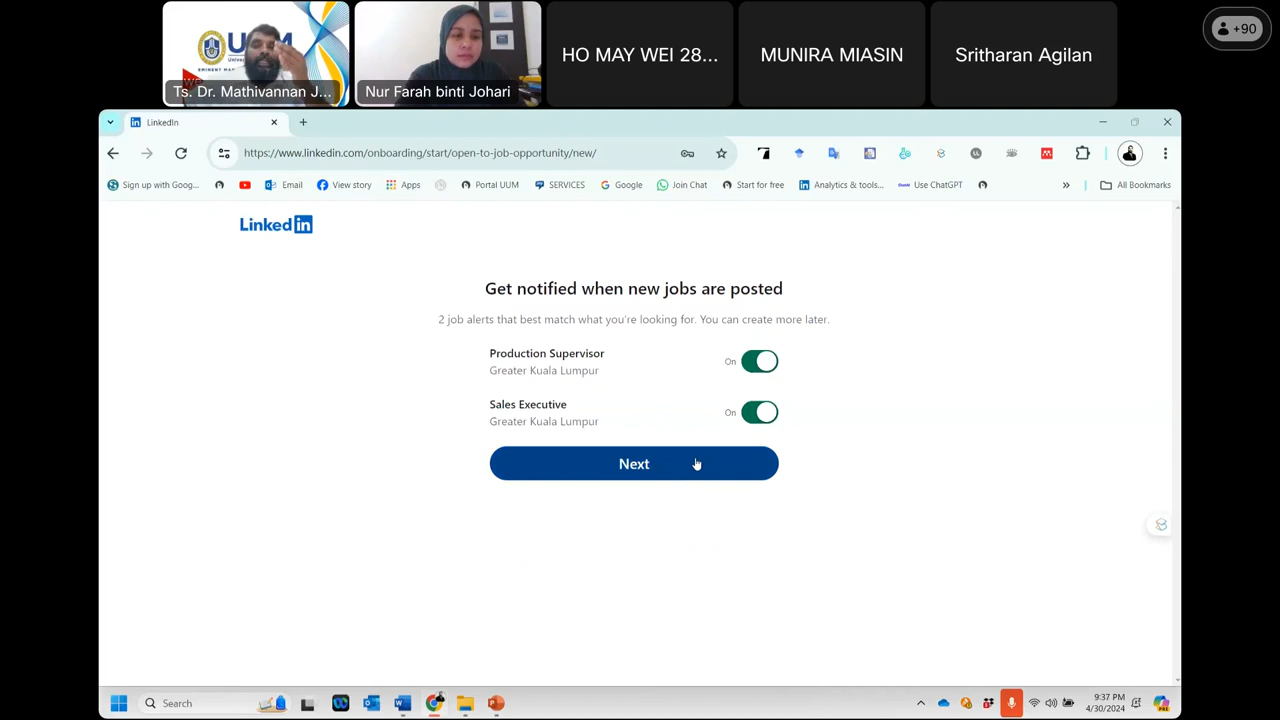 Ts. Dr. Mathivannan J...
Nur Farah binti Johari
HO MAY WEI 28...
MUNIRA MIASIN
Sritharan Agilan
+90
LinkedIn
https://www.linkedin.com/onboarding/start/open-to-job-opportunity/new/
Sign up with Goog...
Email
View story
Apps
Portal UUM
SERVICES
Google
Join Chat
Start for free
Analytics & tools...
Use ChatGPT
»
All Bookmarks
Linked in
Get notified when new jobs are posted
2 job alerts that best match what you're looking for. You can create more later.
Production Supervisor
On
Greater Kuala Lumpur
Sales Executive
On
Greater Kuala Lumpur
Next
Search
9:37 PM
4/30/2024